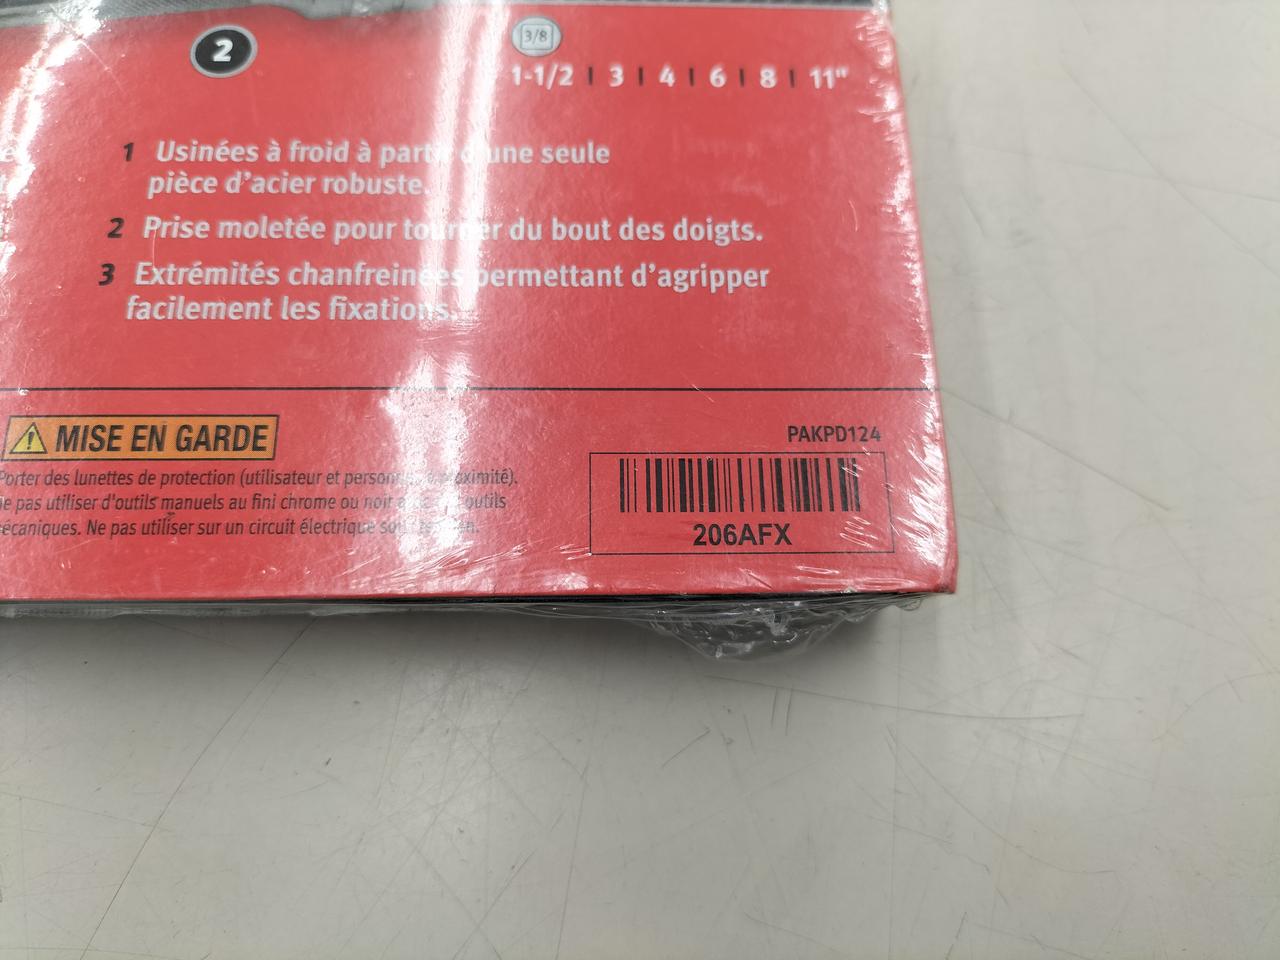 2
3/8
1-1/2 | 3 | 4 | 6 | 8 | 11"
1 Usinées à froid à partir d'une seule
pièce d'acier robuste.
2 Prise moletée pour tourner du bout des doigts.
3 Extrémités chanfreinées permettant d'agripper
facilement les fixations.
MISE EN GARDE
Porter des lunettes de protection (utilisateur et personnes à proximité).
Ne pas utiliser d'outils manuels au fini chrome ou noir avec des outils
mécaniques. Ne pas utiliser sur un circuit électrique sous tension.
PAKPD124
206AFX